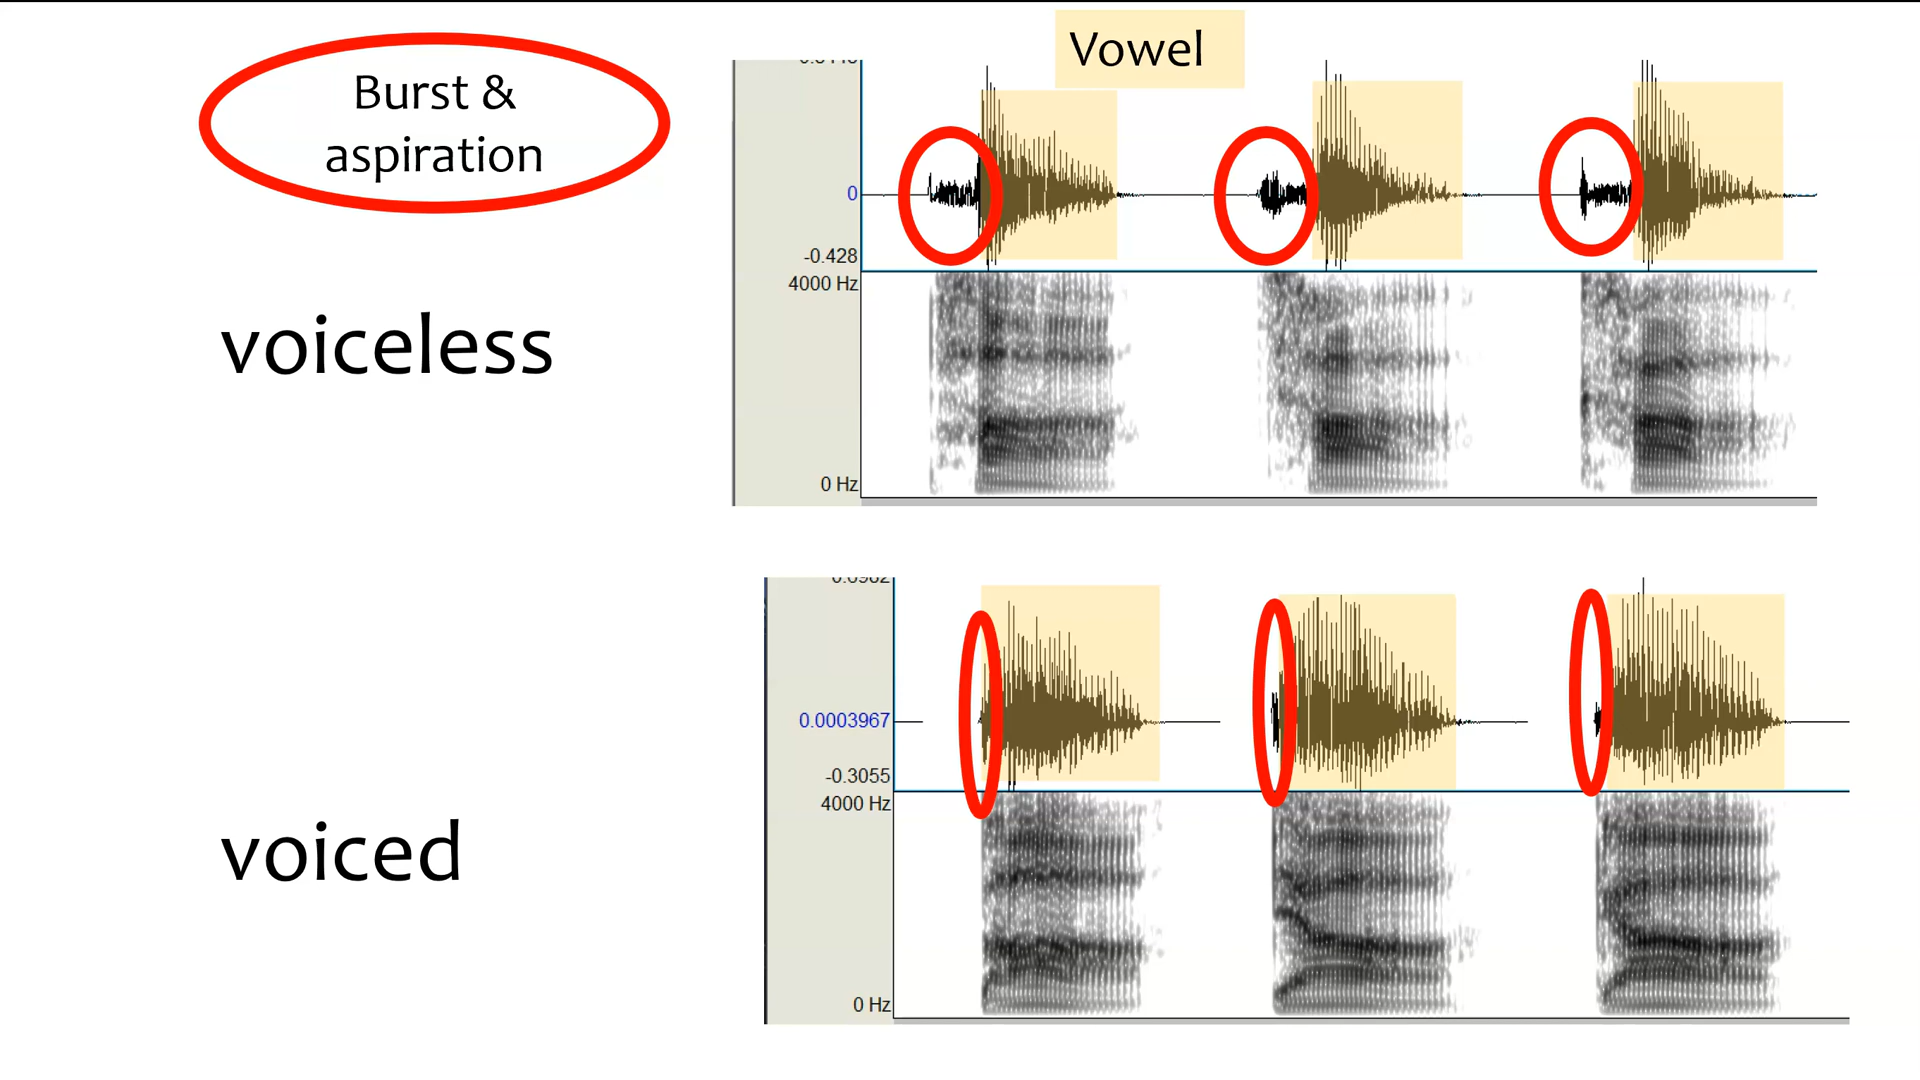 Vowel
Burst &
aspiration
0
-0.428
4000 Hz
voiceless
0 Hz
0.0003967
-0.3055
4000 Hz
voiced
0 Hz